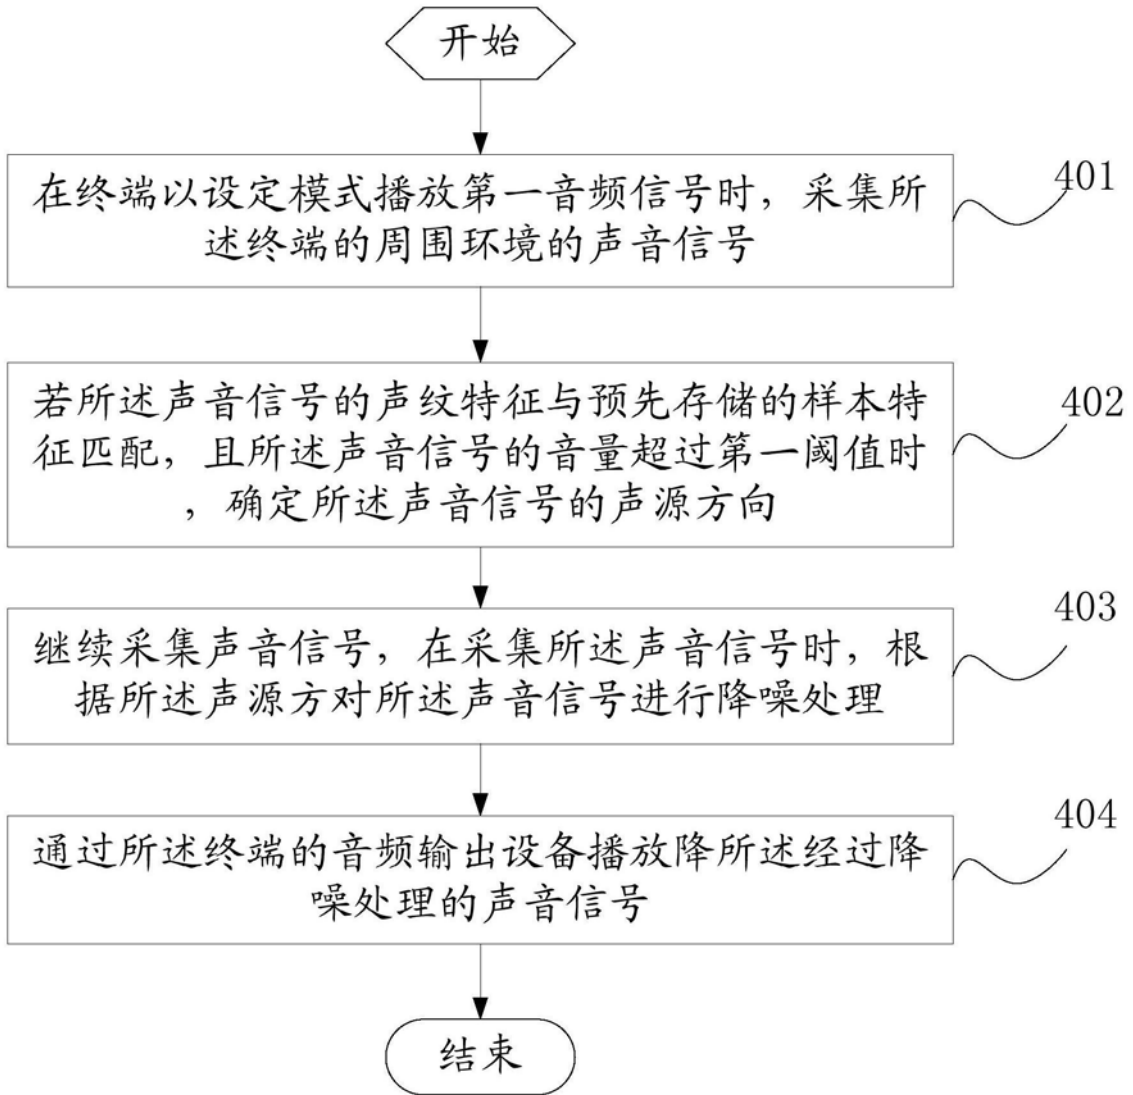 开始
在终端以设定模式播放第一音频信号时，采集所
述终端的周围环境的声音信号
401
若所述声音信号的声纹特征与预先存储的样本特
征匹配，且所述声音信号的音量超过第一阈值时
，确定所述声音信号的声源方向
402
继续采集声音信号，在采集所述声音信号时，根
据所述声源方对所述声音信号进行降噪处理
403
通过所述终端的音频输出设备播放降所述经过降
噪处理的声音信号
404
结束